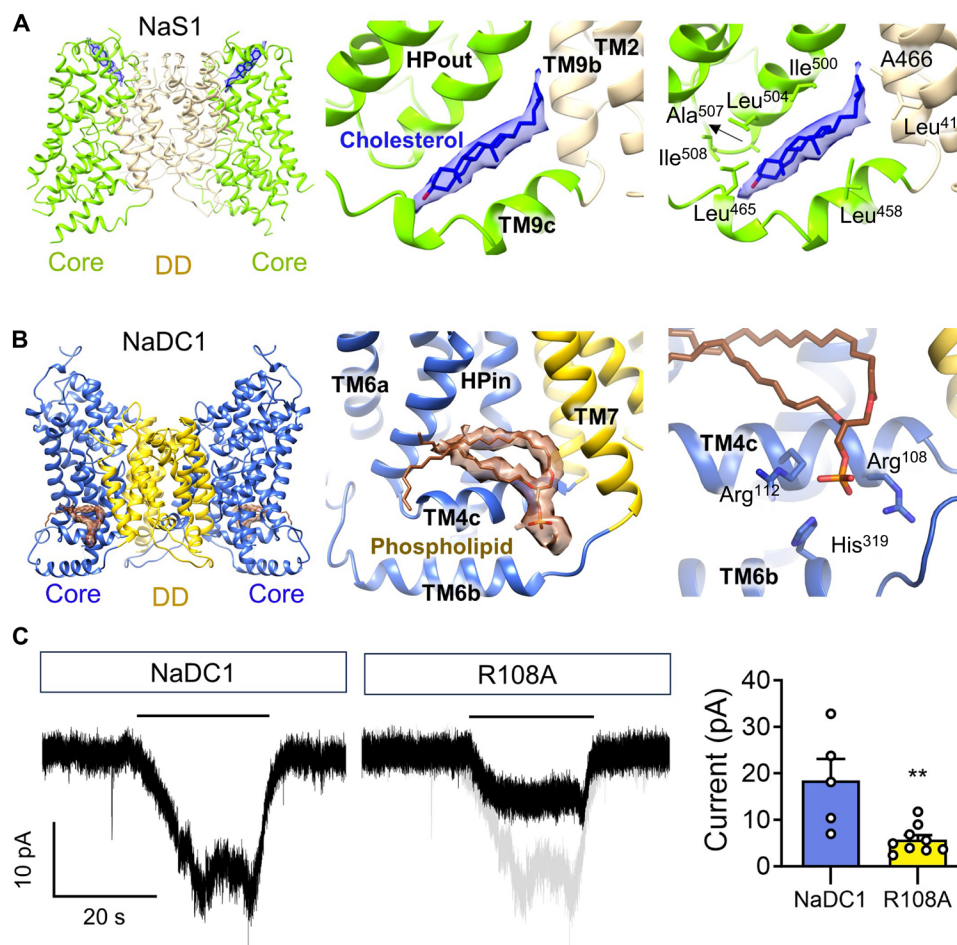 A
NaS1
Core
DD
Core
HPout
TM9b
TM2
Cholesterol
TM9c
Ile500
A466
Leu504
Ala507
Leu41
Ile508
Leu465
Leu458
B
NaDC1
Core
DD
Core
TM6a
HPin
TM7
TM4c
Phospholipid
TM6b
TM4c
Arg108
Arg112
His319
TM6b
C
NaDC1
R108A
10 pA
20 s
Current (pA)
40
30
20
10
0
**
NaDC1
R108A